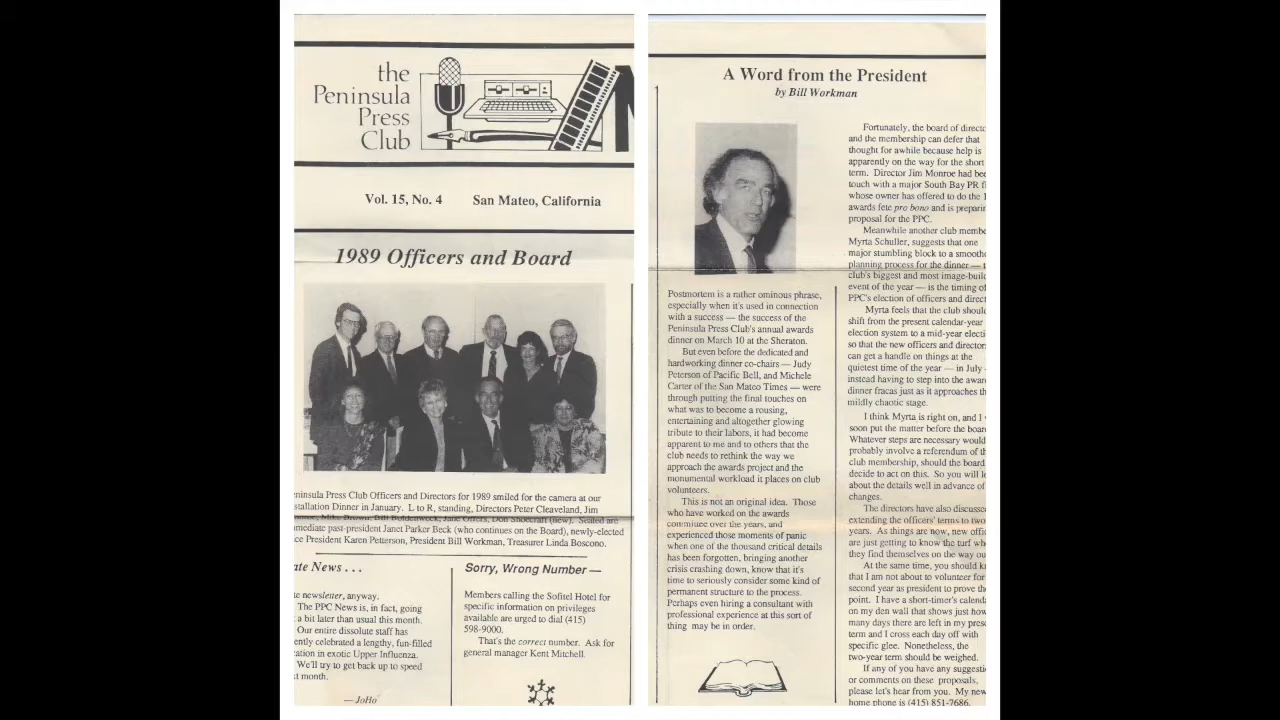 the
Peninsula
Press
Club
Vol. 15, No. 4 San Mateo, California
1989 Officers and Board
ninsula Press Club Officers and Directors for 1989 smiled for the camera at our
stallation Dinner in January. L to R, standing, Directors Peter Cleaveland, Jim
Mike Brown, Bill Boldenweck, Jane Offers, Don Shoecraft (new). Seated are
mediate past-president Janet Parker Beck (who continues on the Board), newly-elected
ce President Karen Petterson, President Bill Workman, Treasurer Linda Boscono.
ate News . . .
te newsletter, anyway.
The PPC News is, in fact, going
a bit later than usual this month.
Our entire dissolute staff has
ently celebrated a lengthy, fun-filled
ation in exotic Upper Influenza.
We'll try to get back up to speed
t month.
— JoHo
Sorry, Wrong Number —
Members calling the Sofitel Hotel for
specific information on privileges
available are urged to dial (415)
598-9000.
That's the correct number. Ask for
general manager Kent Mitchell.
A Word from the President
by Bill Workman
Postmortem is a rather ominous phrase,
especially when it's used in connection
with a success — the success of the
Peninsula Press Club's annual awards
dinner on March 10 at the Sheraton.
But even before the dedicated and
hardworking dinner co-chairs — Judy
Peterson of Pacific Bell, and Michele
Carter of the San Mateo Times — were
through putting the final touches on
what was to become a rousing,
entertaining and altogether glowing
tribute to their labors, it had become
apparent to me and to others that the
club needs to rethink the way we
approach the awards project and the
monumental workload it places on club
volunteers.
This is not an original idea. Those
who have worked on the awards
committee over the years, and
experienced those moments of panic
when one of the thousand critical details
has been forgotten, bringing another
crisis crashing down, know that it's
time to seriously consider some kind of
permanent structure to the process.
Perhaps even hiring a consultant with
professional experience at this sort of
thing may be in order.
Fortunately, the board of directo
and the membership can defer that
thought for awhile because help is
apparently on the way for the short
term. Director Jim Monroe had bee
touch with a major South Bay PR f
whose owner has offered to do the 1
awards fete pro bono and is preparin
proposal for the PPC.
Meanwhile another club membe
Myrta Schuller, suggests that one
major stumbling block to a smoothe
planning process for the dinner — t
club's biggest and most image-build
event of the year — is the timing of
PPC's election of officers and direct
Myrta feels that the club should
shift from the present calendar-year
election system to a mid-year electi
so that the new officers and director
can get a handle on things at the
quietest time of the year — in July -
instead having to step into the awar
dinner fracas just as it approaches th
mildly chaotic stage.
I think Myrta is right on, and I w
soon put the matter before the board
Whatever steps are necessary would
probably involve a referendum of th
club membership, should the board
decide to act on this. So you will le
about the details well in advance of
changes.
The directors have also discussed
extending the officers' terms to two
years. As things are now, new offic
are just getting to know the turf wh
they find themselves on the way ou
At the same time, you should kn
that I am not about to volunteer for
second year as president to prove the
point. I have a short-timer's calenda
on my den wall that shows just how
many days there are left in my prese
term and I cross each day off with
specific glee. Nonetheless, the
two-year term should be weighed.
If any of you have any suggesti
or comments on these proposals,
please let's hear from you. My new
home phone is (415) 851-7686.